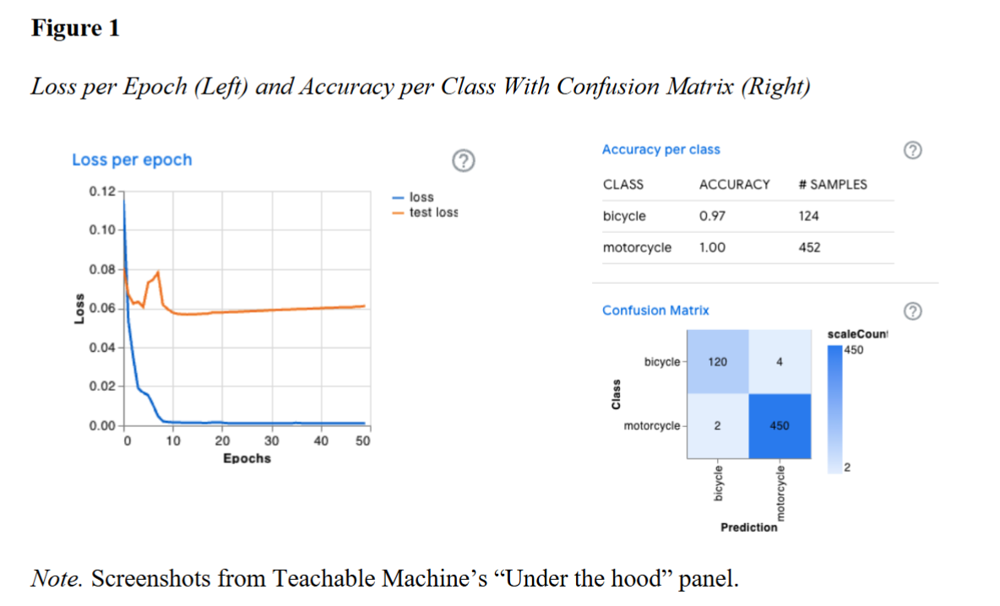 Figure 1
Loss per Epoch (Left) and Accuracy per Class With Confusion Matrix (Right)
Loss per epoch
?
0.12
0.10
0.08
0.06
0.04
0.02
0.00
Loss
0 10 20 30 40 50
Epochs
loss
test loss
Accuracy per class
?
CLASS ACCURACY # SAMPLES
bicycle 0.97 124
motorcycle 1.00 452
Confusion Matrix
?
Class
bicycle 120 4
motorcycle 2 450
bicycle motorcycle
Prediction
scaleCount
450
2
Note. Screenshots from Teachable Machine’s “Under the hood” panel.